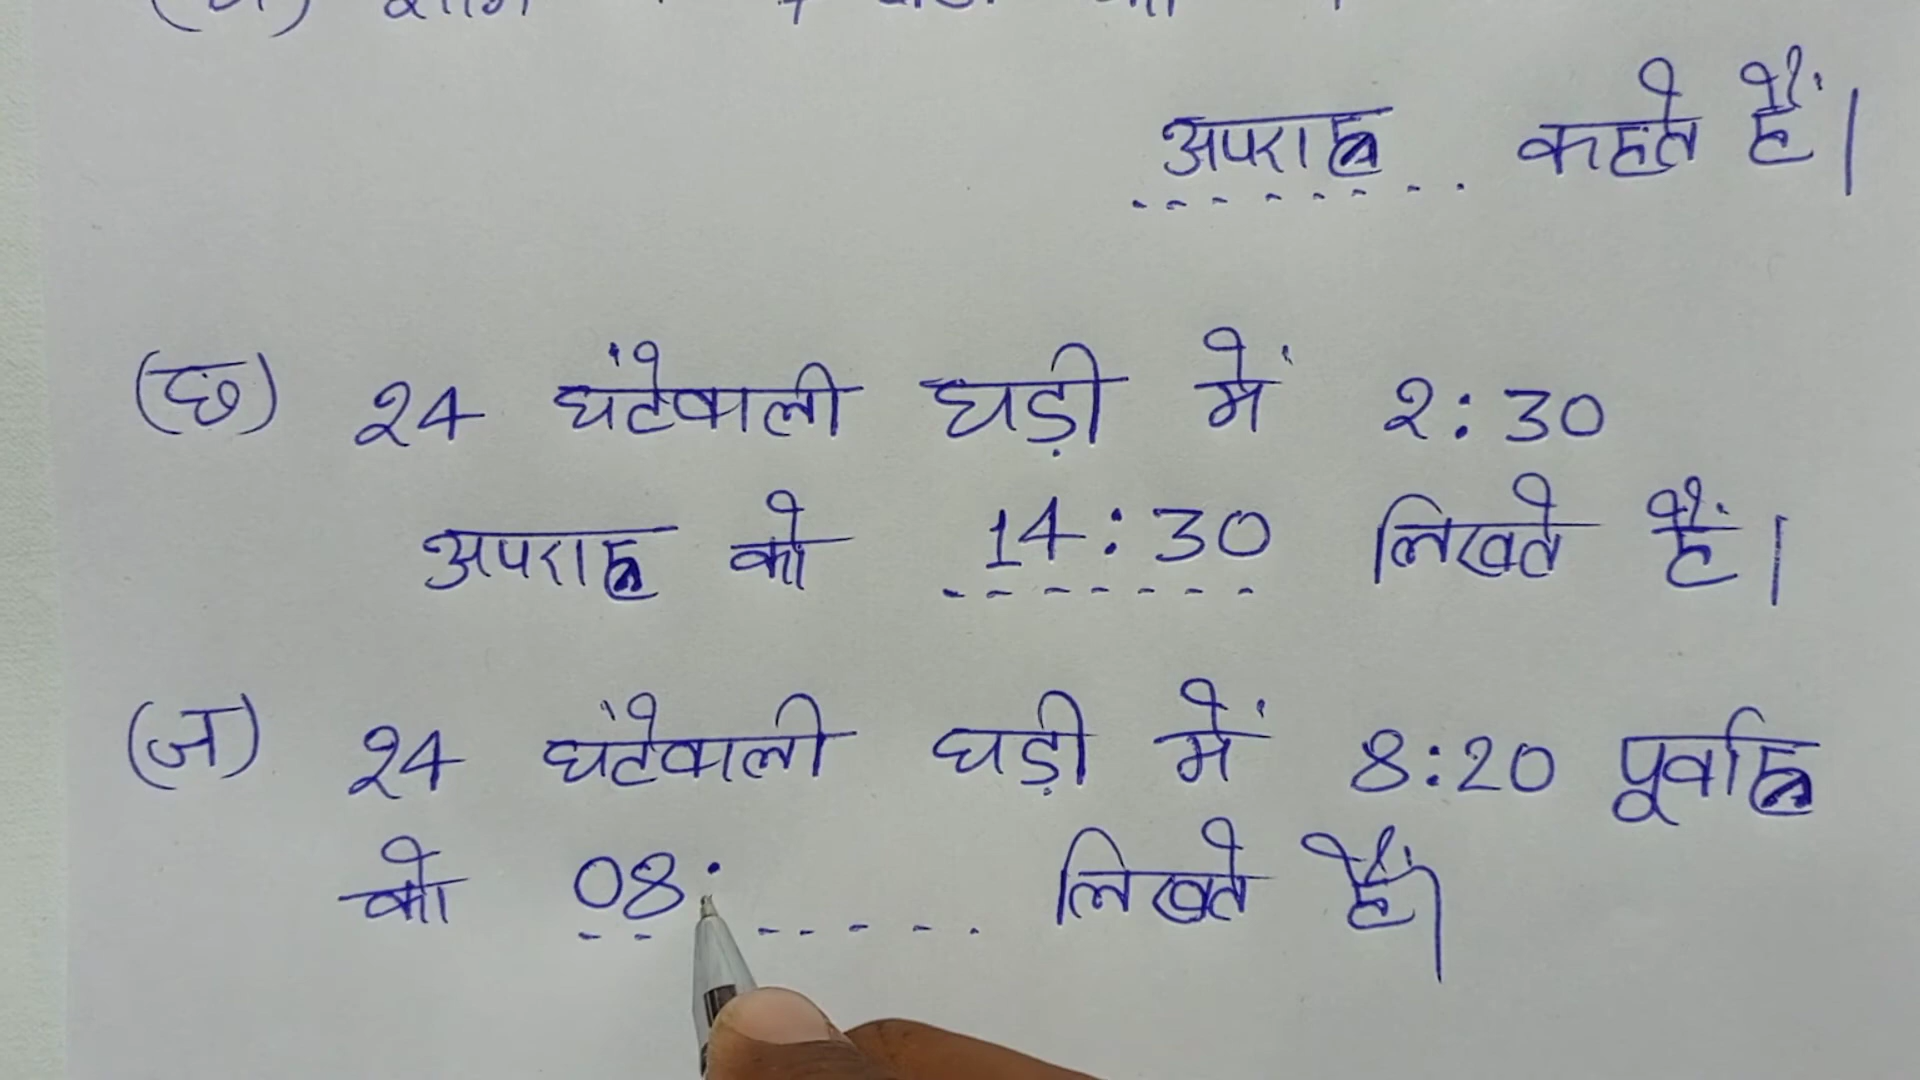 अपराह्न कहते हैं।
(छ) 24 घंटेवाली घड़ी में 2:30
अपराह्न को 14:30 लिखते हैं।
(ज) 24 घंटेवाली घड़ी में 8:20 पूर्वाह्न
को 08: लिखते हैं।